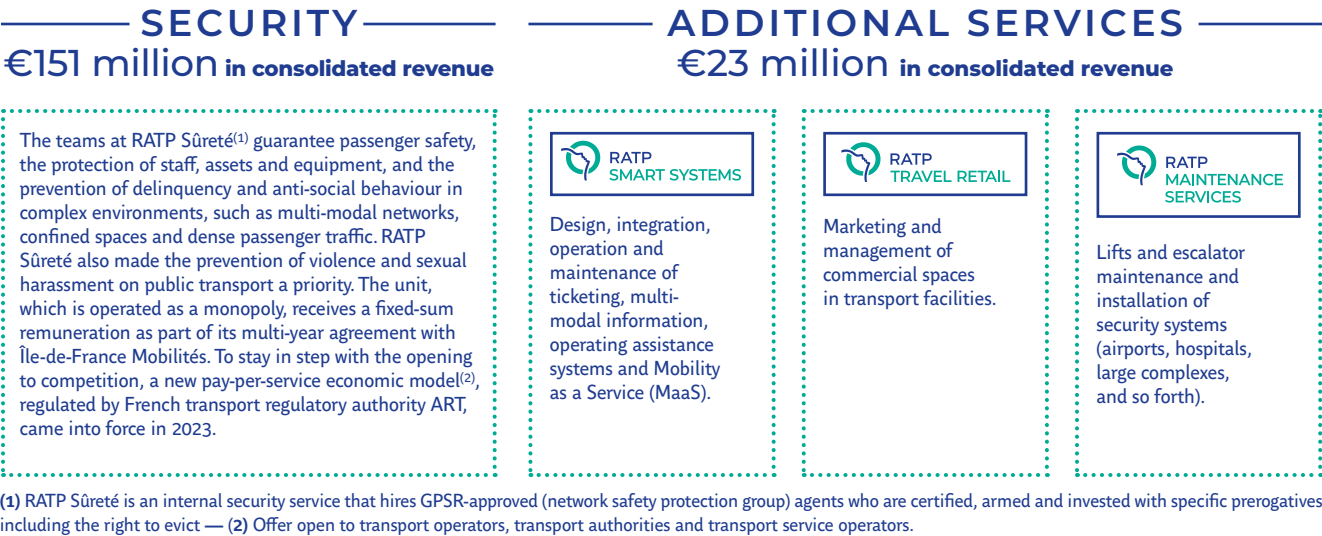 SECURITY
€151 million in consolidated revenue
The teams at RATP Sûreté(1) guarantee passenger safety,
the protection of staff, assets and equipment, and the
prevention of delinquency and anti-social behaviour in
complex environments, such as multi-modal networks,
confined spaces and dense passenger traffic. RATP
Sûreté also made the prevention of violence and sexual
harassment on public transport a priority. The unit,
which is operated as a monopoly, receives a fixed-sum
remuneration as part of its multi-year agreement with
Île-de-France Mobilités. To stay in step with the opening
to competition, a new pay-per-service economic model(2),
regulated by French transport regulatory authority ART,
came into force in 2023.
ADDITIONAL SERVICES
€23 million in consolidated revenue
RATP
SMART SYSTEMS
Design, integration,
operation and
maintenance of
ticketing, multi-
modal information,
operating assistance
systems and Mobility
as a Service (MaaS).
RATP
TRAVEL RETAIL
Marketing and
management of
commercial spaces
in transport facilities.
RATP
MAINTENANCE
SERVICES
Lifts and escalator
maintenance and
installation of
security systems
(airports, hospitals,
large complexes,
and so forth).
(1) RATP Sûreté is an internal security service that hires GPSR-approved (network safety protection group) agents who are certified, armed and invested with specific prerogatives
including the right to evict — (2) Offer open to transport operators, transport authorities and transport service operators.